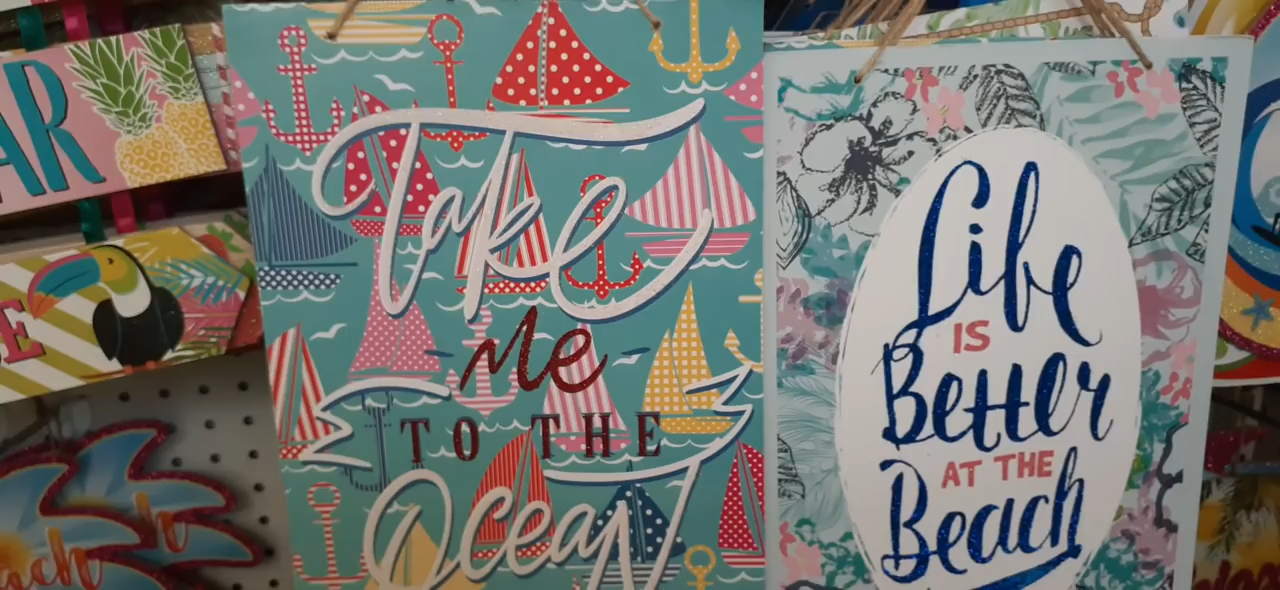 AR
E
Take
Me
TO THE
Ocean
Life
IS
Better
AT THE
Beach